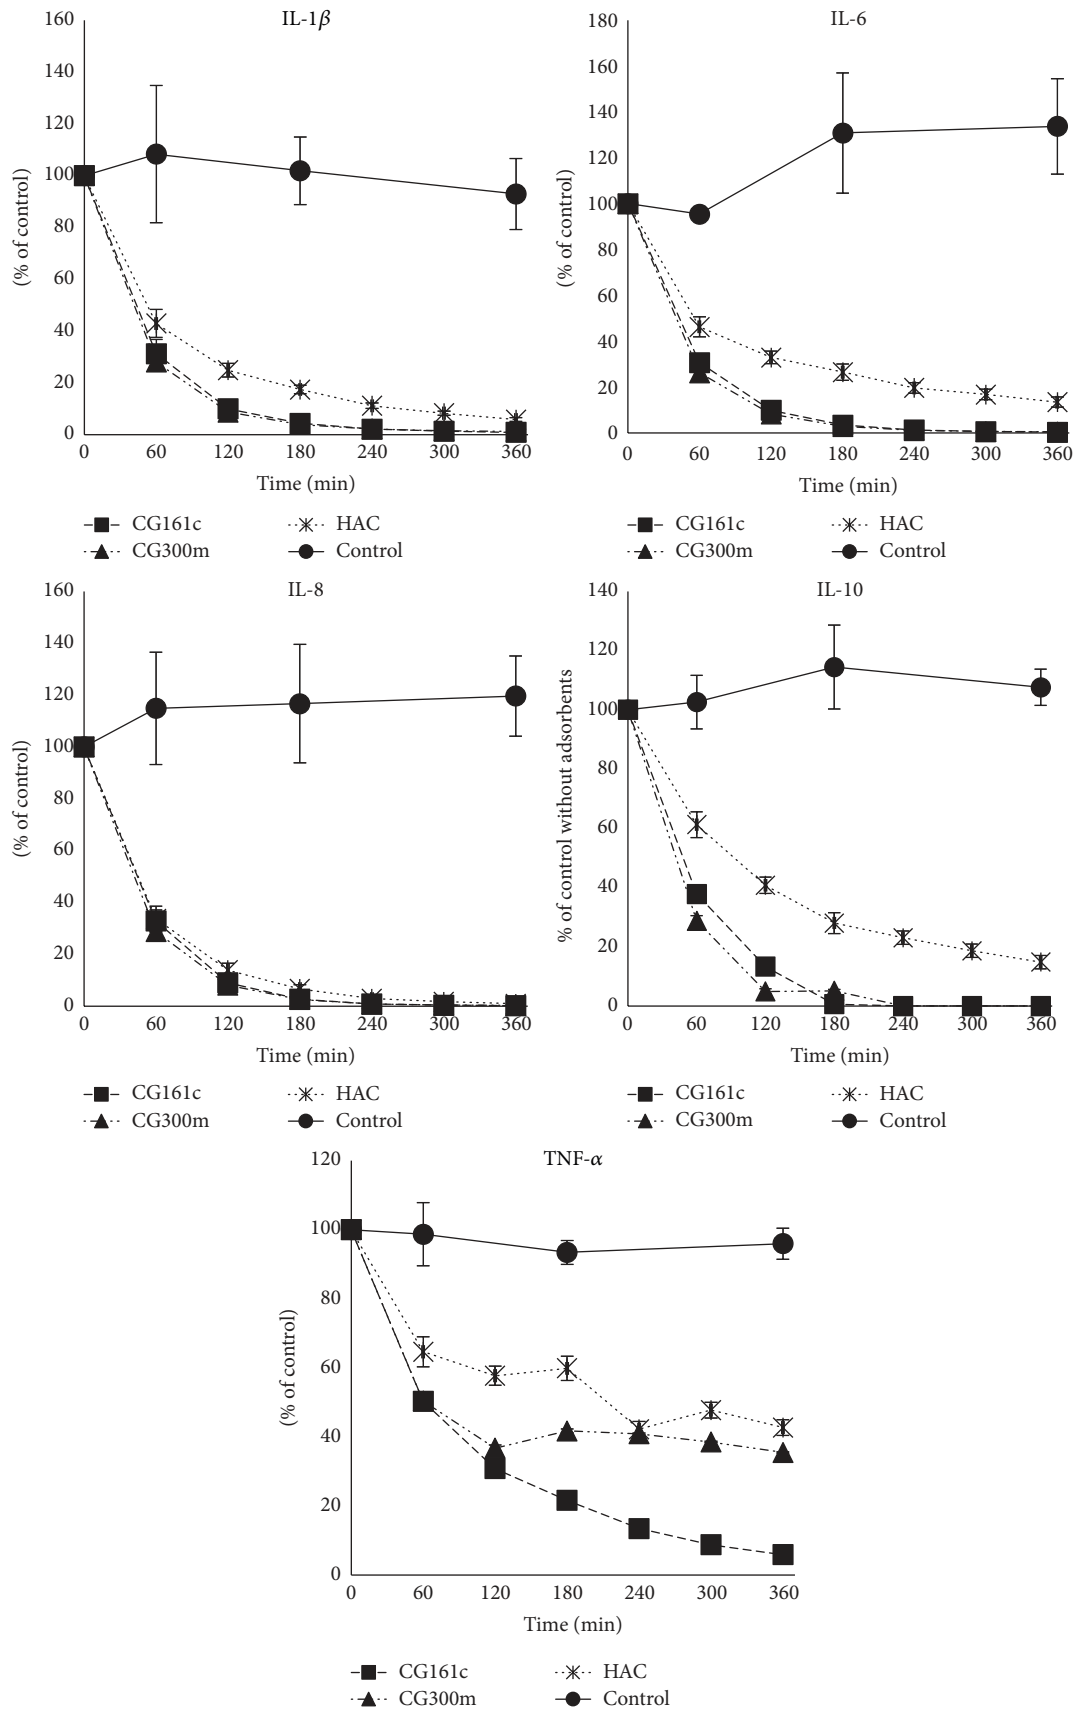 IL-1β
160
140
120
100
80
60
40
20
0
(% of control)
0 60 120 180 240 300 360
Time (min)
CG161c HAC
CG300m Control
IL-6
180
160
140
120
100
80
60
40
20
0
(% of control)
0 60 120 180 240 300 360
Time (min)
CG161c HAC
CG300m Control
IL-8
160
140
120
100
80
60
40
20
0
(% of control)
0 60 120 180 240 300 360
Time (min)
CG161c HAC
CG300m Control
IL-10
140
120
100
80
60
40
20
0
% of control without adsorbents
0 60 120 180 240 300 360
Time (min)
CG161c HAC
CG300m Control
TNF-α
120
100
80
60
40
20
0
(% of control)
0 60 120 180 240 300 360
Time (min)
CG161c HAC
CG300m Control